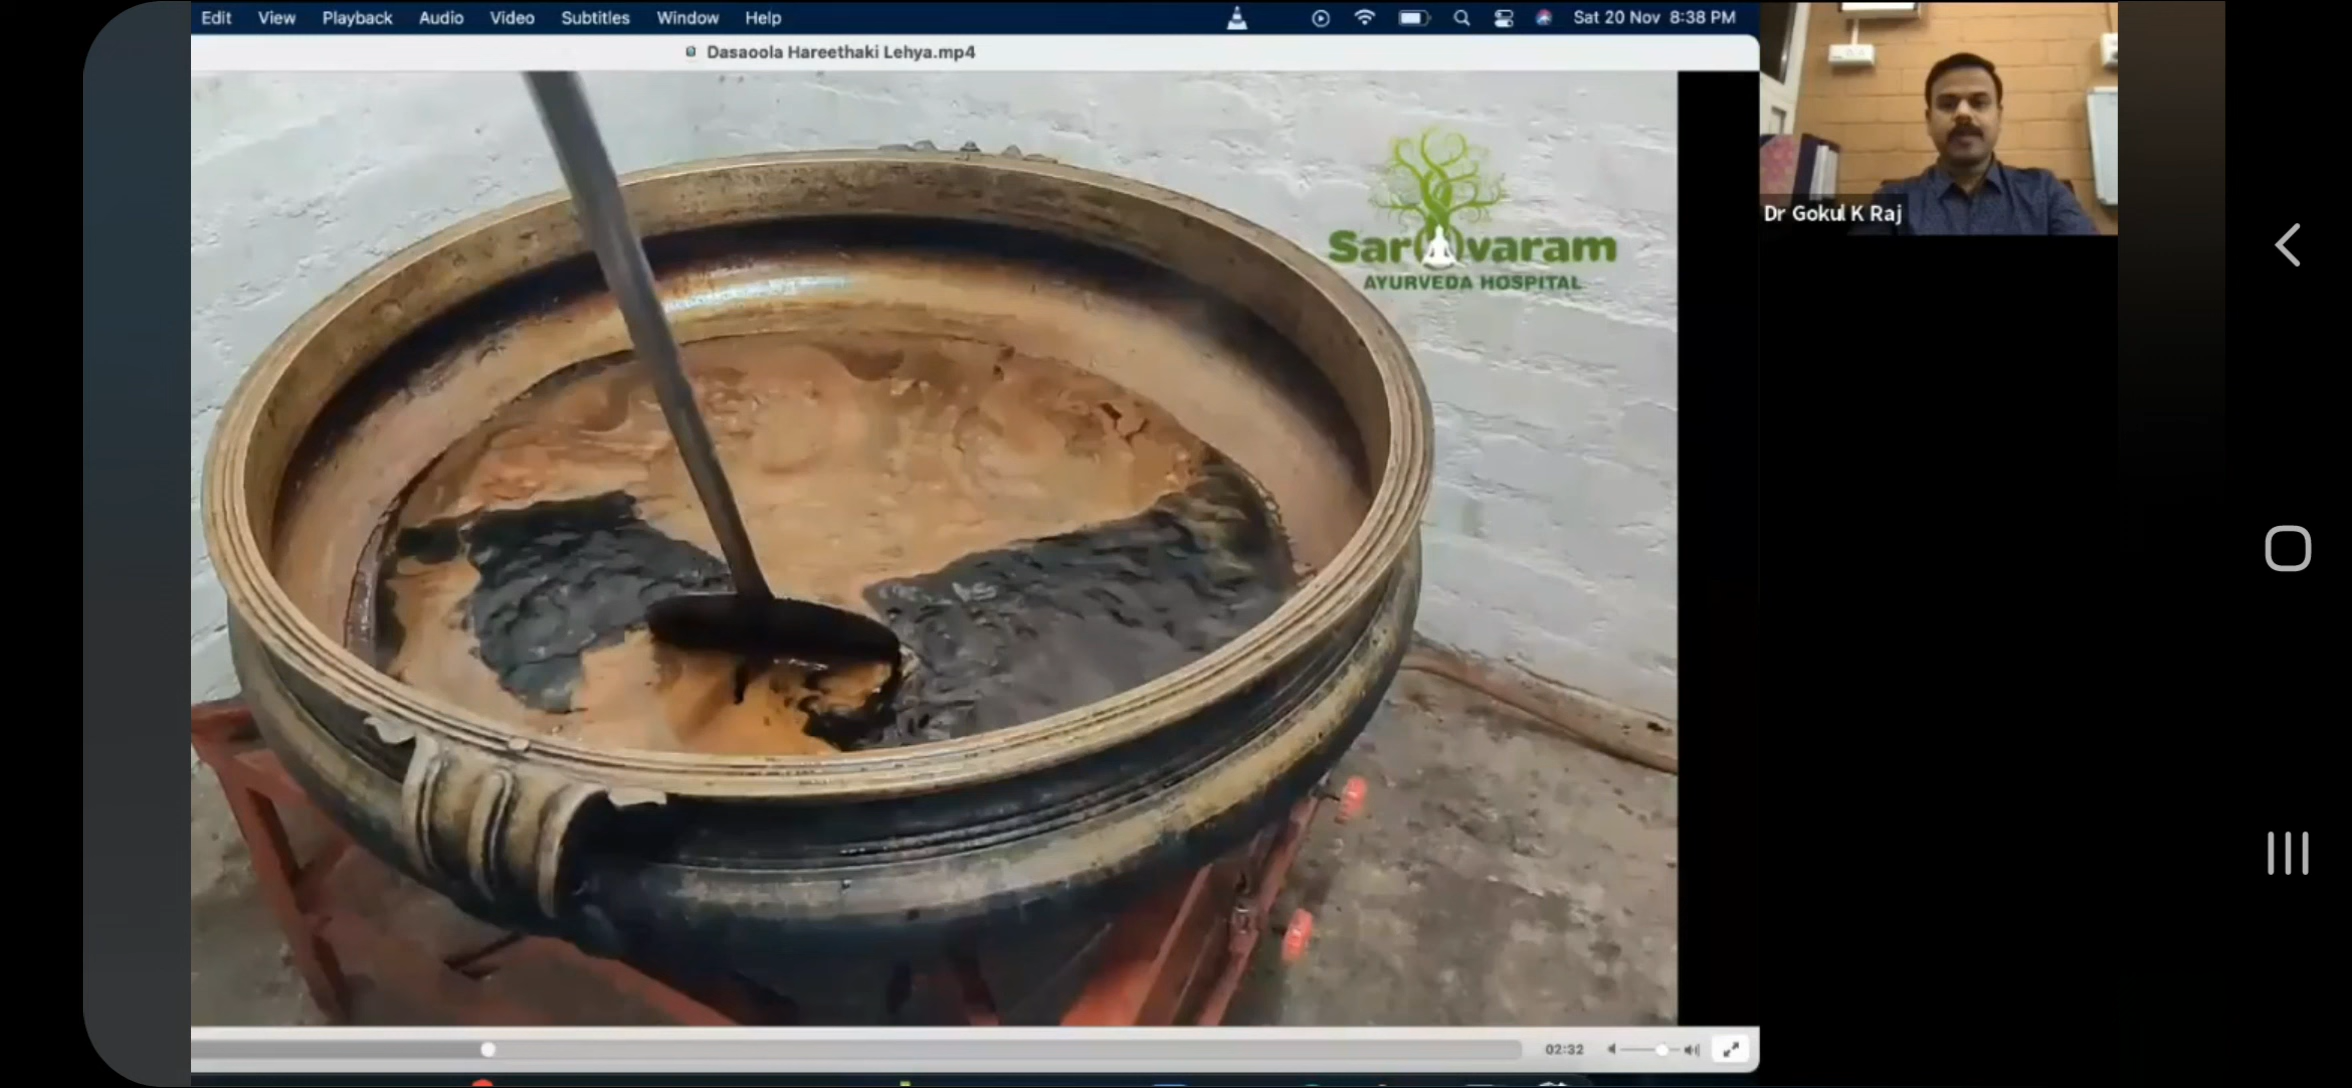 Edit View Playback Audio Video Subtitles Window Help Sat 20 Nov 8:38 PM
Dasaoola Hareethaki Lehya.mp4
Sarovaram
AYURVEDA HOSPITAL
Dr Gokul K Raj
02:32